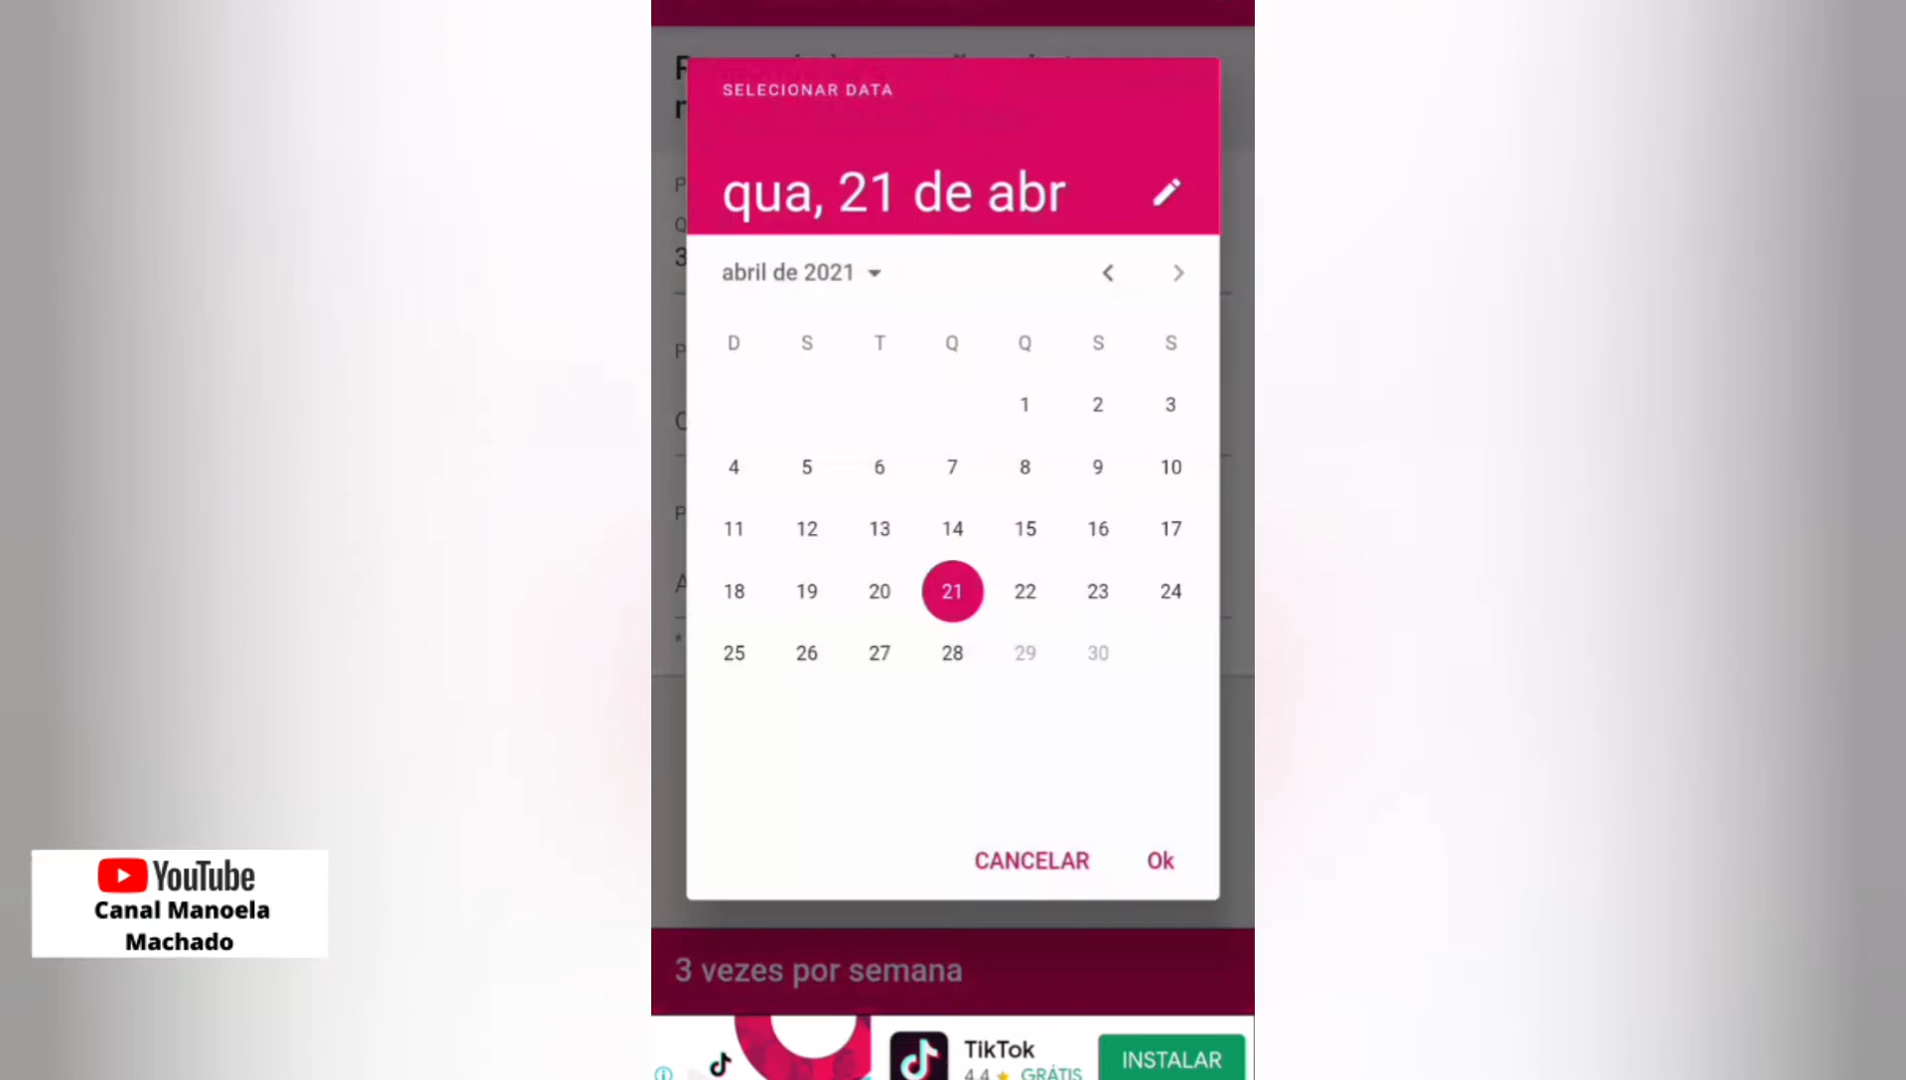 SELECIONAR DATA
qua, 21 de abr
abril de 2021
D S T Q Q S S
1 2 3
4 5 6 7 8 9 10
11 12 13 14 15 16 17
18 19 20 21 22 23 24
25 26 27 28 29 30
CANCELAR Ok
3 vezes por semana
TikTok
4,4 GRÁTIS
INSTALAR
YouTube
Canal Manoela
Machado